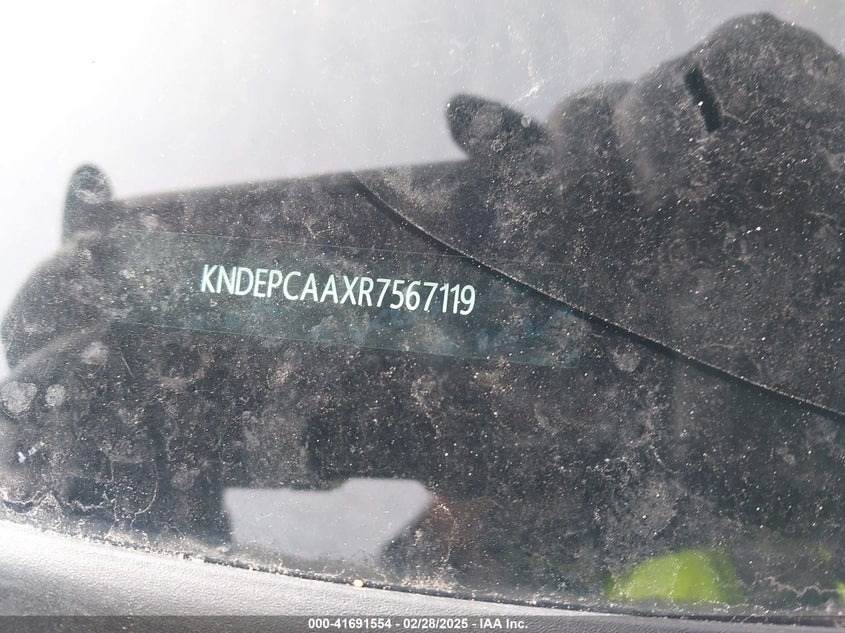 KNDEPCAAXR7567119
000-41691554 - 02/28/2025 - IAA Inc.